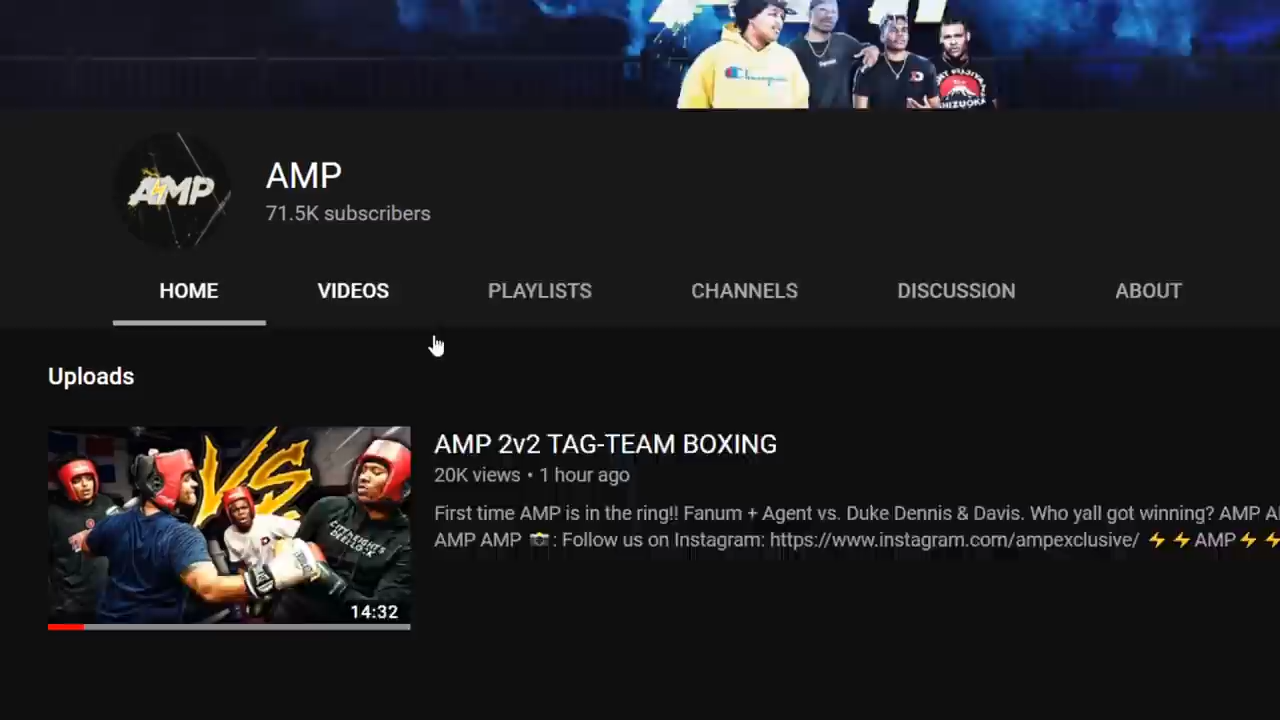 Champion
AMP
AMP
71.5K subscribers
HOME VIDEOS PLAYLISTS CHANNELS DISCUSSION ABOUT
Uploads
VS
14:32
AMP 2v2 TAG-TEAM BOXING
20K views • 1 hour ago
First time AMP is in the ring!! Fanum + Agent vs. Duke Dennis & Davis. Who yall got winning? AMP
AMP AMP 📸: Follow us on Instagram: https://www.instagram.com/ampexclusive/ ⚡⚡AMP⚡⚡